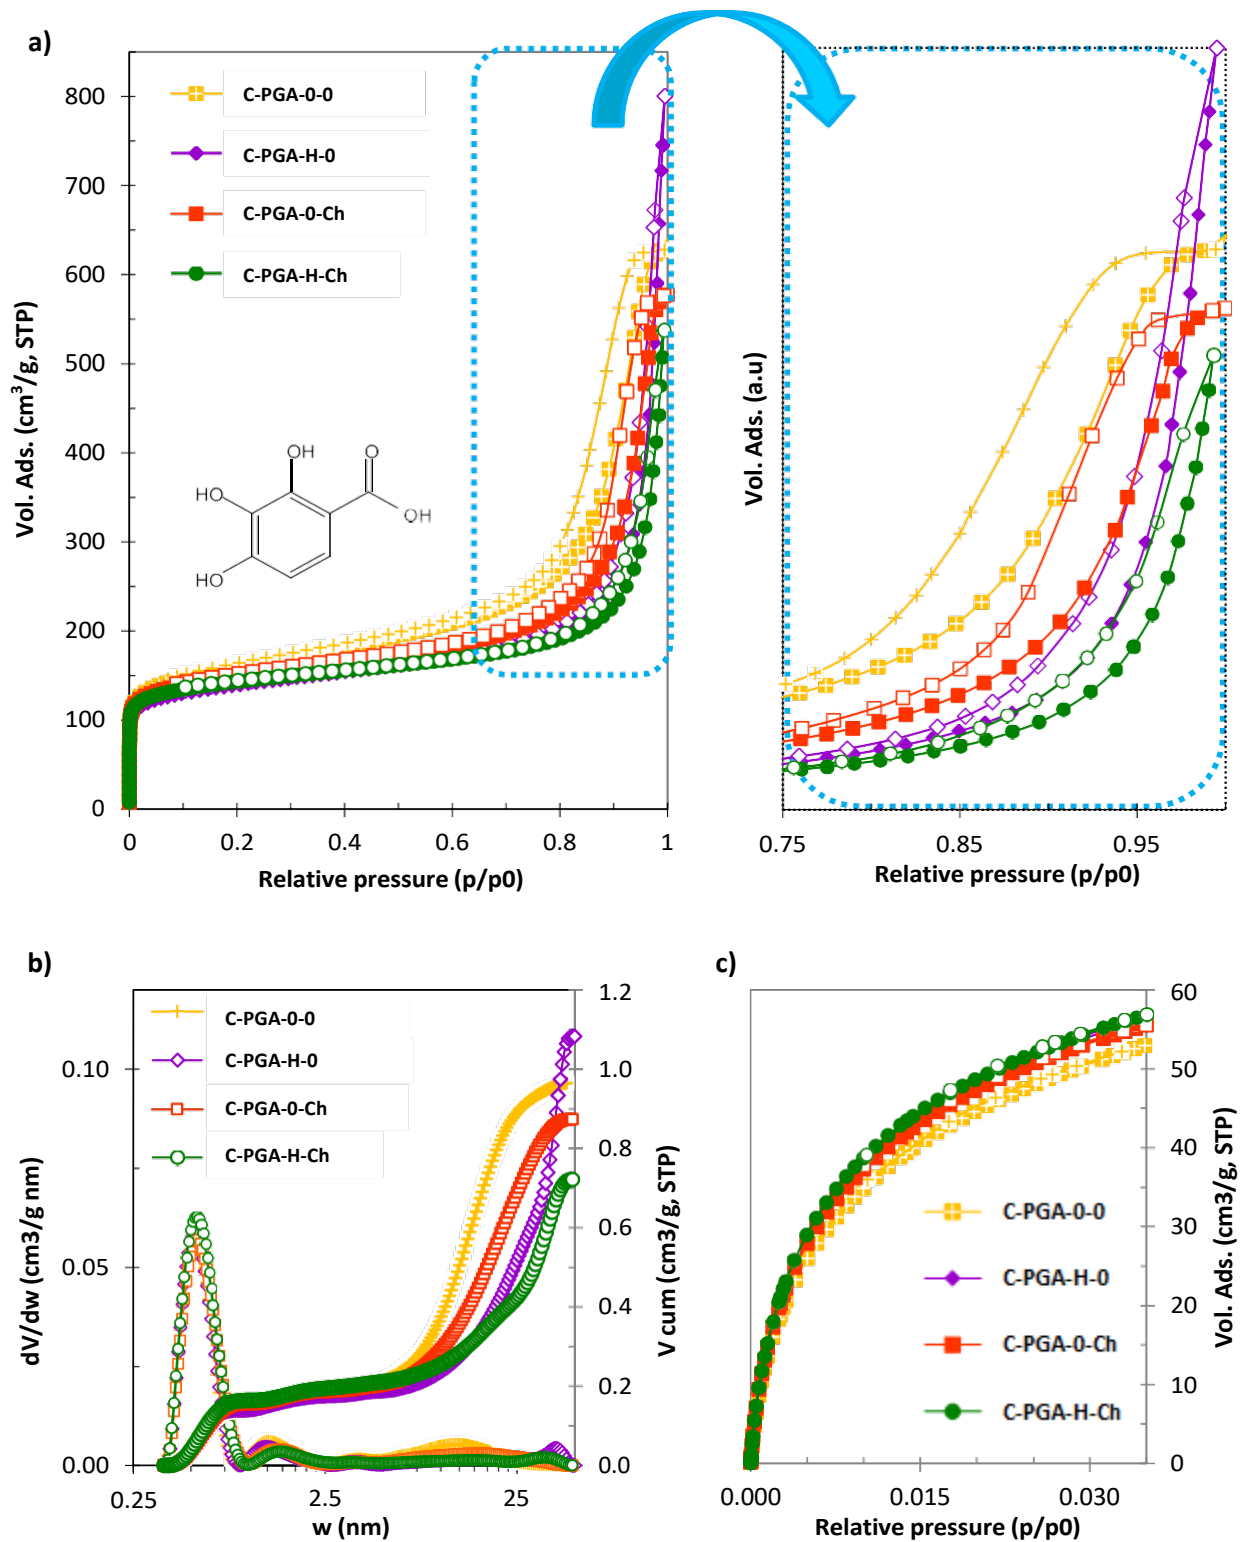 a)
C-PGA-0-0
C-PGA-H-0
C-PGA-0-Ch
C-PGA-H-Ch
800
700
600
500
400
300
200
100
0
Vol. Ads. (cm³/g, STP)
OH
O
HO
OH
HO
0
0.2
0.4
0.6
0.8
1
Relative pressure (p/p0)
Vol. Ads. (a.u)
0.75
0.85
0.95
Relative pressure (p/p0)
b)
C-PGA-0-0
C-PGA-H-0
C-PGA-0-Ch
C-PGA-H-Ch
0.10
0.05
0.00
dV/dw (cm3/g nm)
1.2
1.0
0.8
0.6
0.4
0.2
0.0
V cum (cm3/g, STP)
0.25
2.5
25
w (nm)
c)
60
50
40
30
20
10
0
Vol. Ads. (cm3/g, STP)
C-PGA-0-0
C-PGA-H-0
C-PGA-0-Ch
C-PGA-H-Ch
0.000
0.015
0.030
Relative pressure (p/p0)